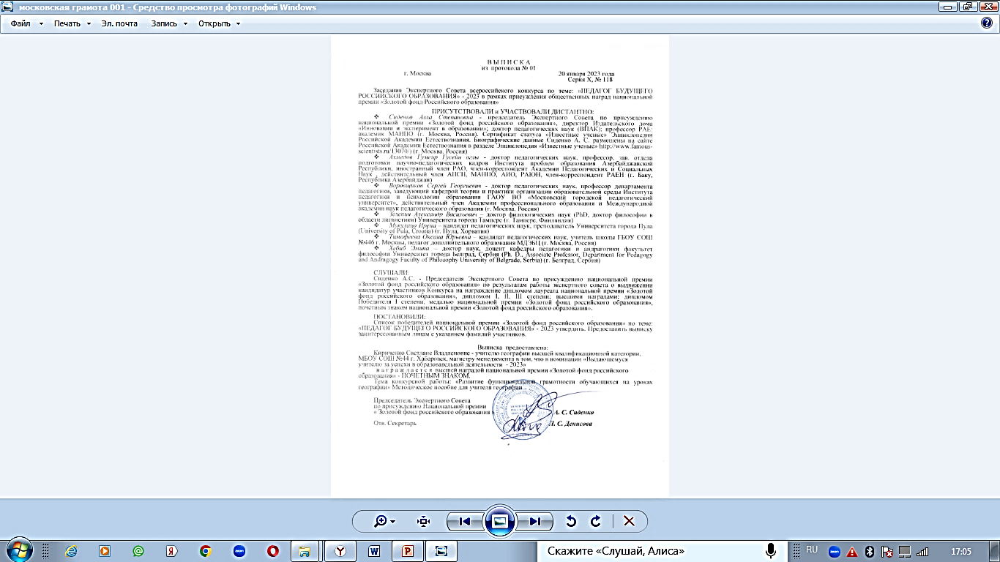 московская грамота 001 - Средство просмотра фотографий Windows
Файл Печать Эл. почта Запись Открыть
В Ы П И С К А
из протокола № 01
г. Москва 20 января 2023 года
Серия X, № 118
Заседания Экспертного Совета всероссийского конкурса по теме: «ПЕДАГОГ БУДУЩЕГО
РОССИЙСКОГО ОБРАЗОВАНИЯ» - 2023 в рамках присуждения общественных наград национальной
премии «Золотой фонд Российского образования»
ПРИСУТСТВОВАЛИ и УЧАСТВОВАЛИ ДИСТАНТНО:
❖ Сиденко Алла Степановна - председатель Экспертного Совета по присуждению
национальной премии «Золотой фонд российского образования», директор Издательского дома
«Инновации и эксперимент в образовании»; доктор педагогических наук (ВПАК); профессор РАЕ;
академик МАНПО (г. Москва, Россия). Сертификат статуса «Известные ученые» Энциклопедии
Российской Академии Естествознания. Биографические данные Сиденко А. С. размещены на сайте
Российской Академии Естествознания в разделе Энциклопедия «Известные ученые» http://www.famous-
scientists.ru/13070/) (г. Москва, Россия)
❖ Ахмедов Гумеир Гусейн оглы - доктор педагогических наук, профессор, зав. отдела
подготовки научно-педагогических кадров Института проблем образования Азербайджанской
Республики, иностранный член РАО, член-корреспондент Академии Педагогических и Социальных
Наук , действительный член АПСН, МАНПО, АИО, РАЮН, член-корреспондент РАЕН (г. Баку,
Республика Азербайджан)
❖ Воровщиков Сергей Георгиевич - доктор педагогических наук, профессор департамента
педагогики, заведующий кафедрой теории и практики организации образовательной среды Института
педагогики и психологии образования ГАОУ ВО «Московский городской педагогический
университет», действительный член Академии профессионального образования и Международной
академии наук педагогического образования (г. Москва, Россия)
❖ Зеленин Александр Васильевич – доктор филологических наук (PhD, доктор философии в
области лингвистики) Университета города Тампере (г. Тампере, Финляндия)
❖ Микулицо Ирена – кандидат педагогических наук, преподаватель Университета города Пула
(University of Pula, Croatia) (г. Пула, Хорватия)
❖ Тимофеева Оксана Юрьевна – кандидат педагогических наук, учитель школы ГБОУ СОШ
№446 г. Москвы, педагог дополнительного образования МДЭБЦ (г. Москва, Россия)
❖ Хебиб Эмина – доктор наук, доцент кафедры педагогики и андрагогики факультет
философии Университет города Белград, Сербия (Ph. D., Associate Professor, Department for Pedagogy
and Andragogy Faculty of Philosophy University of Belgrade, Serbia) (г. Белград, Сербия)
СЛУШАЛИ:
Сиденко А.С. - Председателя Экспертного Совета по присуждению национальной премии
«Золотой фонд российского образования» по результатам работы экспертного совета о выдвижении
кандидатур участников Конкурса на награждение дипломом лауреата национальной премии «Золотой
фонд российского образования», дипломом I, II, III степени; высшими наградами: дипломом
Победителя I степени, медалью национальной премии «Золотой фонд российского образования»,
почетным знаком национальной премии «Золотой фонд российского образования».
ПОСТАНОВИЛИ:
Список победителей национальной премии «Золотой фонд российского образования» по теме:
«ПЕДАГОГ БУДУЩЕГО РОССИЙСКОГО ОБРАЗОВАНИЯ» - 2023 утвердить. Предоставить выписку
заинтересованным лицам с указанием фамилий участников.
Выписка предоставлена:
Кириченко Светлане Владленовне - учителю географии высшей квалификационной категории,
МБОУ СОШ №44 г. Хабаровск, магистру менеджмента в том, что в номинации «Выдающемуся
учителю за успехи в образовательной деятельности - 2023»
н а г р а ж д а е т с я высшей наградой национальной премии «Золотой фонд российского
образования» - ПОЧЕТНЫМ ЗНАКОМ.
Тема конкурсной работы: «Развитие функциональной грамотности обучающихся на уроках
географии» Методическое пособие для учителя географии.
Председатель Экспертного Совета
по присуждению Национальной премии
« Золотой фонд российского образования» А. С. Сиденко
Отв. Секретарь Л. С. Денисова
Скажите «Слушай, Алиса»
RU
17:05